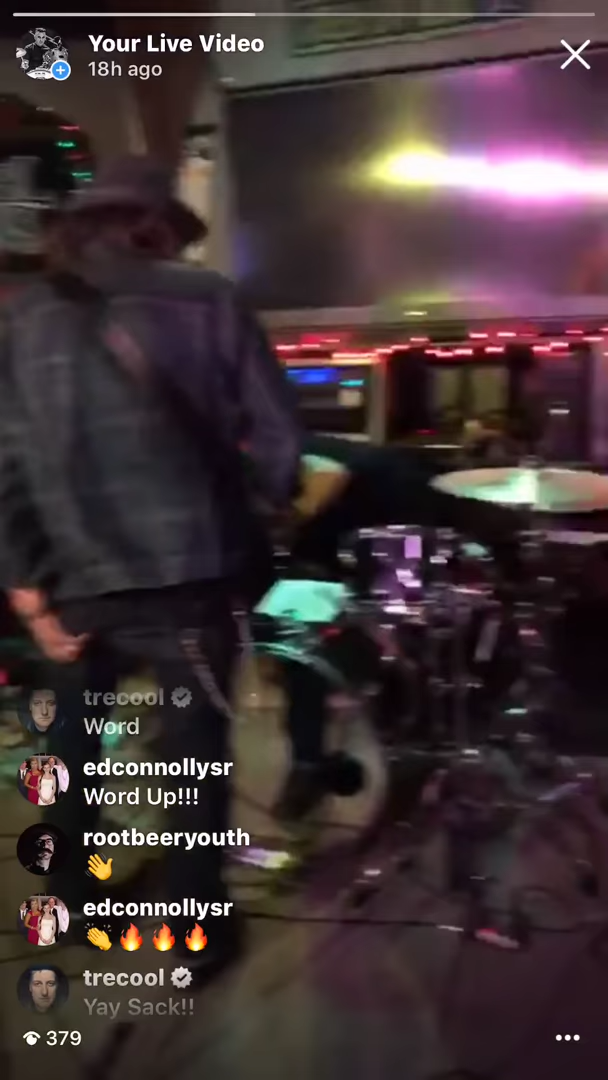 Your Live Video
18h ago
trecool
Word
edconnollysr
Word Up!!!
rootbeeryouth
👋
edconnollysr
👏🔥🔥🔥
trecool
Yay Sack!!
379